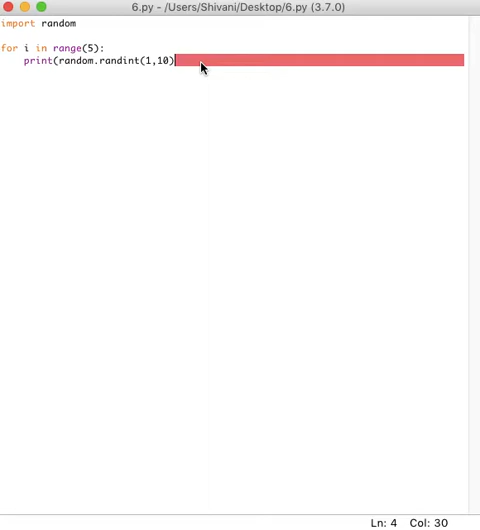 6.py - /Users/Shivani/Desktop/6.py (3.7.0)
import random
for i in range(5):
    print(random.randint(1,10)
Ln: 4 Col: 30